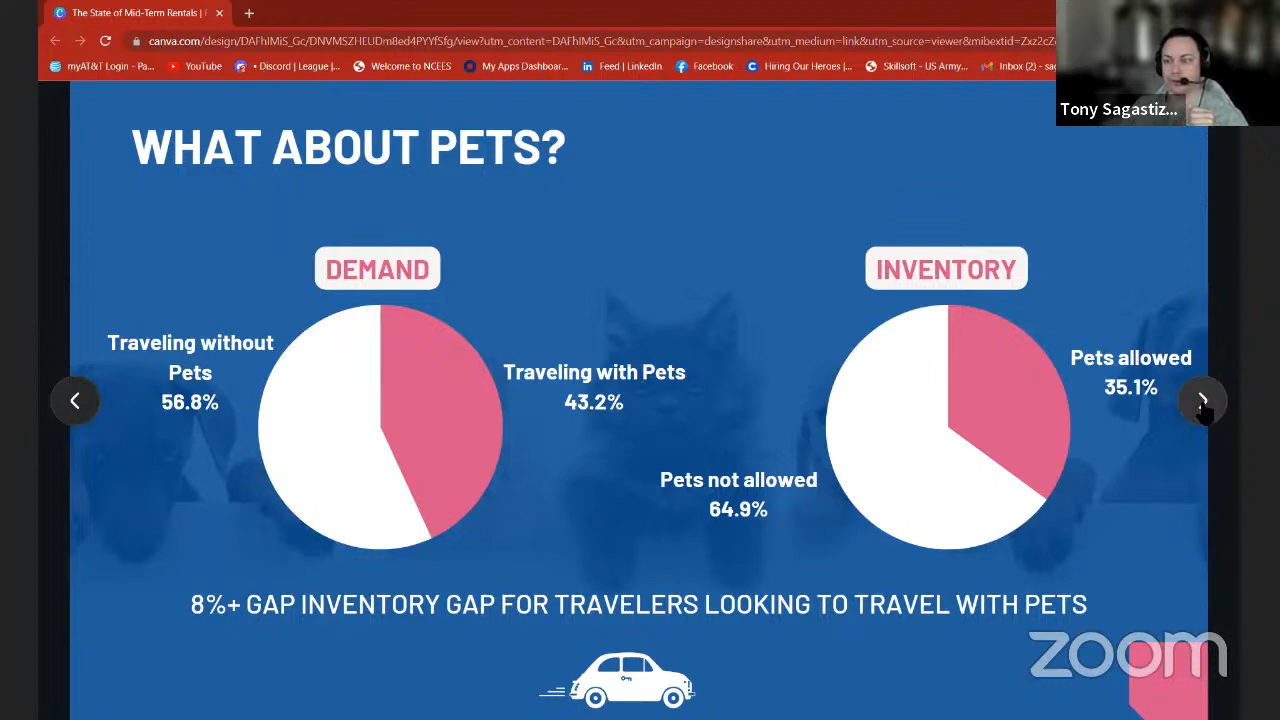 The State of Mid-Term Rentals |
canva.com/design/DAFhIMiS_Gc/DNVMSZHEUDm8ed4PYYfSfg/view?utm_content=DAFhIMiS_Gc&utm_campaign=designshare&utm_medium=link&utm_source=viewer&mibextid=Zxz2cZ
myAT&T Login - Pa... YouTube • Discord | League |... Welcome to NCEES My Apps Dashboar... Feed | LinkedIn Facebook Hiring Our Heroes |... Skillsoft - US Army... Inbox (2) - sa
Tony Sagastiz...
WHAT ABOUT PETS?
DEMAND
INVENTORY
Traveling without
Pets
56.8%
Traveling with Pets
43.2%
Pets allowed
35.1%
Pets not allowed
64.9%
8%+ GAP INVENTORY GAP FOR TRAVELERS LOOKING TO TRAVEL WITH PETS
zoom